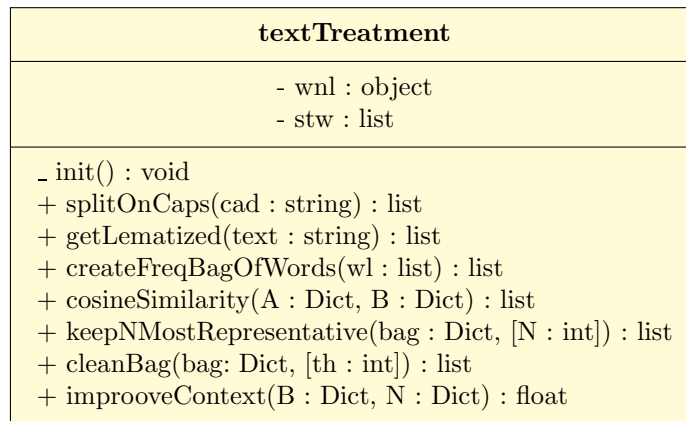 textTreatment
- wnl : object
- stw : list
_ init() : void
+ splitOnCaps(cad : string) : list
+ getLematized(text : string) : list
+ createFreqBagOfWords(wl : list) : list
+ cosineSimilarity(A : Dict, B : Dict) : list
+ keepNMostRepresentative(bag : Dict, [N : int]) : list
+ cleanBag(bag: Dict, [th : int]) : list
+ improoveContext(B : Dict, N : Dict) : float